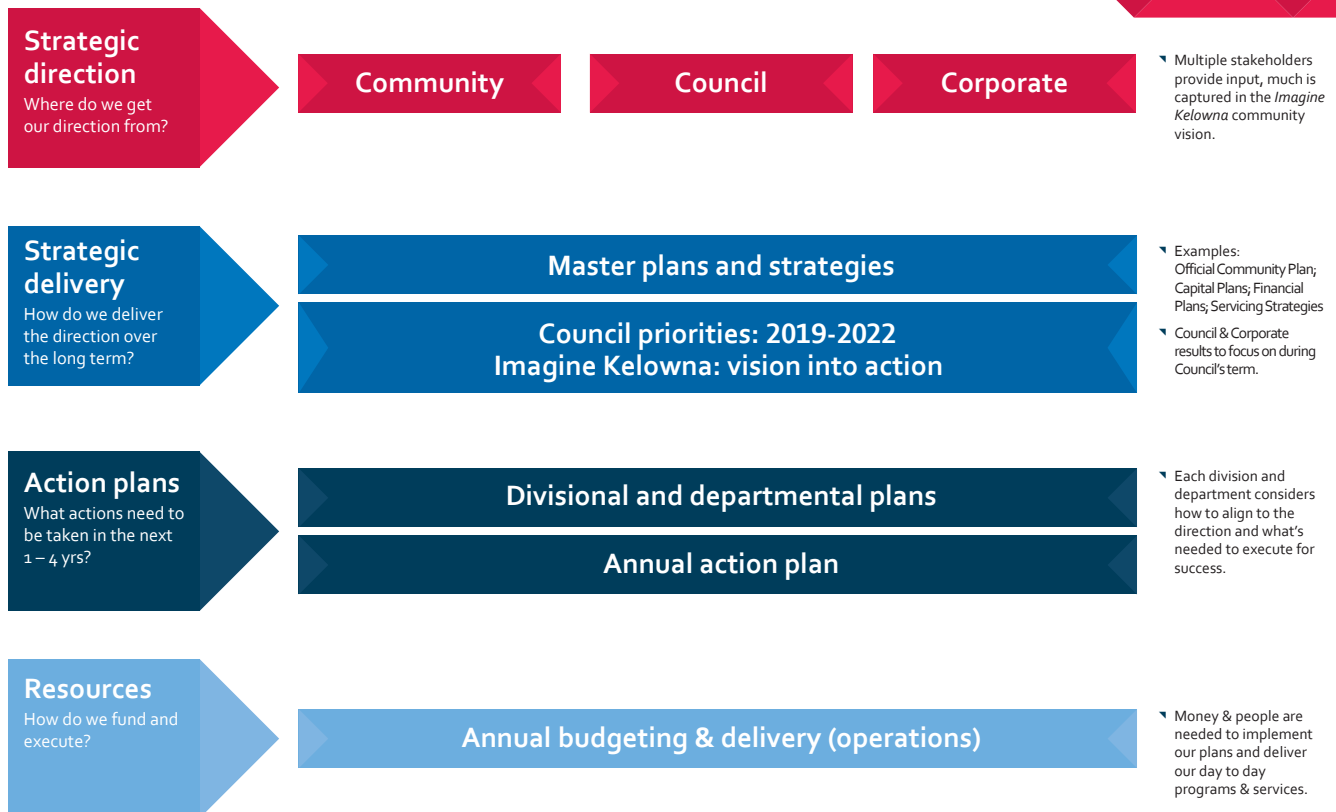 Strategic
direction
Where do we get
our direction from?
Community
Council
Corporate
Multiple stakeholders
provide input, much is
captured in the Imagine
Kelowna community
vision.
Strategic
delivery
How do we deliver
the direction over
the long term?
Master plans and strategies
Council priorities: 2019-2022
Imagine Kelowna: vision into action
Examples:
Official Community Plan;
Capital Plans; Financial
Plans; Servicing Strategies
Council & Corporate
results to focus on during
Council's term.
Action plans
What actions need to
be taken in the next
1 – 4 yrs?
Divisional and departmental plans
Annual action plan
Each division and
department considers
how to align to the
direction and what's
needed to execute for
success.
Resources
How do we fund and
execute?
Annual budgeting & delivery (operations)
Money & people are
needed to implement
our plans and deliver
our day to day
programs & services.